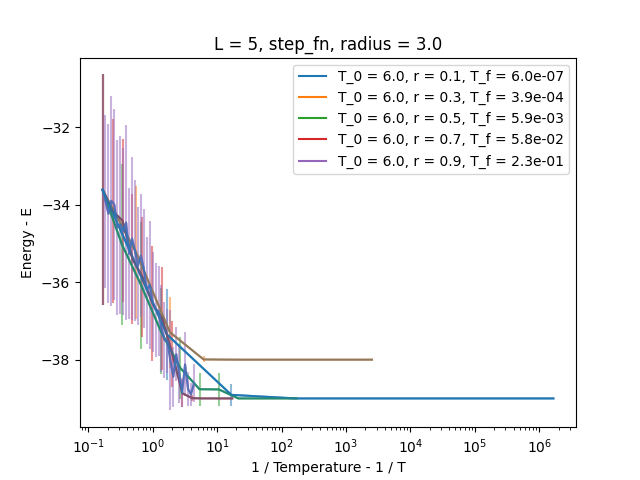 L = 5, step_fn, radius = 3.0
T_0 = 6.0, r = 0.1, T_f = 6.0e-07
T_0 = 6.0, r = 0.3, T_f = 3.9e-04
T_0 = 6.0, r = 0.5, T_f = 5.9e-03
T_0 = 6.0, r = 0.7, T_f = 5.8e-02
T_0 = 6.0, r = 0.9, T_f = 2.3e-01
Energy - E
−32
−34
−36
−38
10⁻¹ 10⁰ 10¹ 10² 10³ 10⁴ 10⁵ 10⁶
1 / Temperature - 1 / T